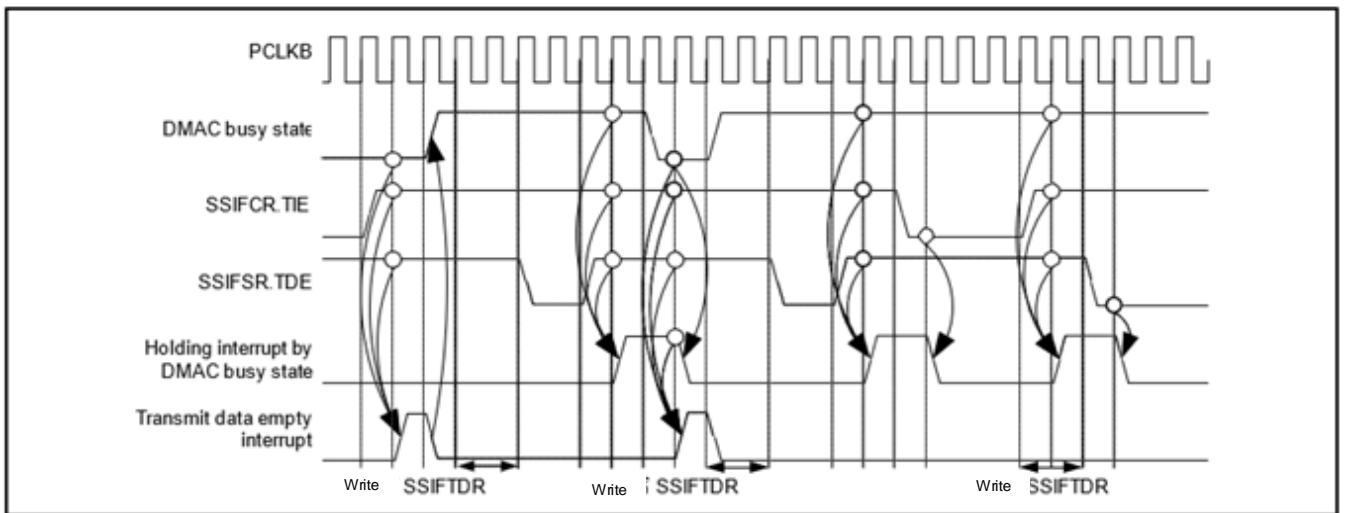 PCLKB
DMAC busy state
SSIFCR.TIE
SSIFSR.TDE
Holding interrupt by
DMAC busy state
Transmit data empty
interrupt
Write SSIFTDR Write SSIFTDR Write SSIFTDR